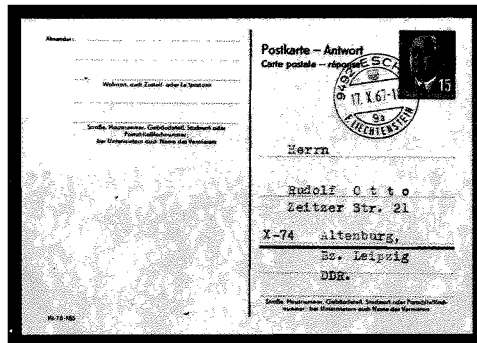 Absender:
Wohnort, auch Zustell- oder Leitpostamt
Straße, Hausnummer, Gebäudeteil, Stockwerk oder
Postschließfachnummer;
bei Untermietern auch Name des Vermieters
Postkarte – Antwort
Carte postale – réponse
15
9492 ESCH
17. X. 67-1
9a
F. LIECHTENSTEIN
Herrn
Rudolf Otto
Zeitzer Str. 21
X-74 Altenburg,
Bz. Leipzig
DDR.
Straße, Hausnummer, Gebäudeteil, Stockwerk oder Postschließfach-
nummer; bei Untermietern auch Name des Vermieters